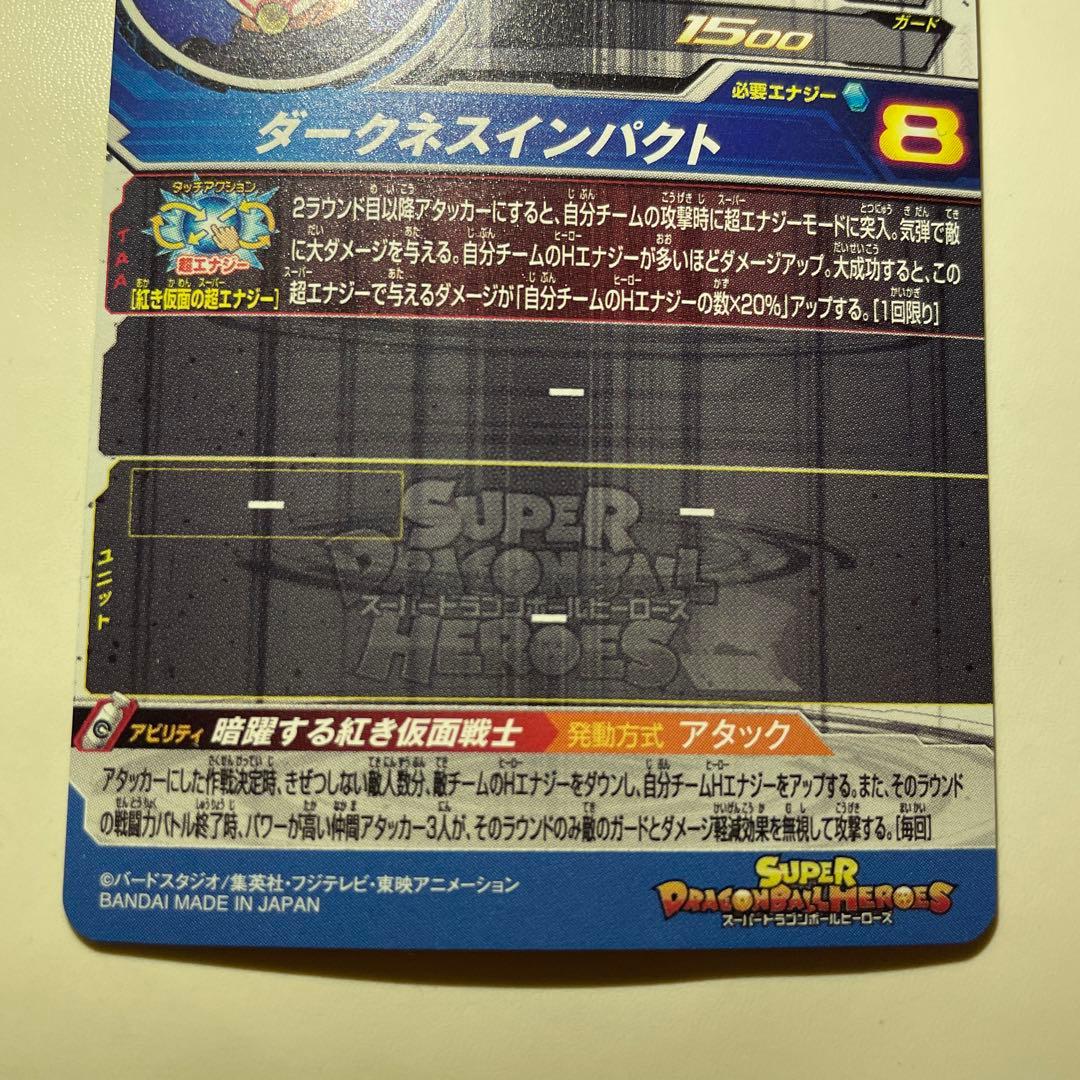 ガード
1500
必要エナジー
8
ダークネスインパクト
タッチアクション
超エナジー
[紅き仮面の超エナジー]
TAA
2ラウンド目以降アタッカーにすると、自分チームの攻撃時に超エナジーモードに突入。気弾で敵
に大ダメージを与える。自分チームのHエナジーが多いほどダメージアップ。大成功すると、この
超エナジーで与えるダメージが「自分チームのHエナジーの数×20%」アップする。[1回限り]
ー
ユニット
ー
ー
ー
SUPER
DRAGONBALL
スーパードラゴンボールヒーローズ
HEROES
アビリティ 暗躍する紅き仮面戦士 発動方式 アタック
アタッカーにした作戦決定時、きぜつしない敵人数分、敵チームのHエナジーをダウンし、自分チームHエナジーをアップする。また、そのラウンド
の戦闘力バトル終了時、パワーが高い仲間アタッカー3人が、そのラウンドのみ敵のガードとダメージ軽減効果を無視して攻撃する。[毎回]
©バードスタジオ/集英社・フジテレビ・東映アニメーション
BANDAI MADE IN JAPAN
SUPER
DRAGONBALL HEROES
スーパードラゴンボールヒーローズ